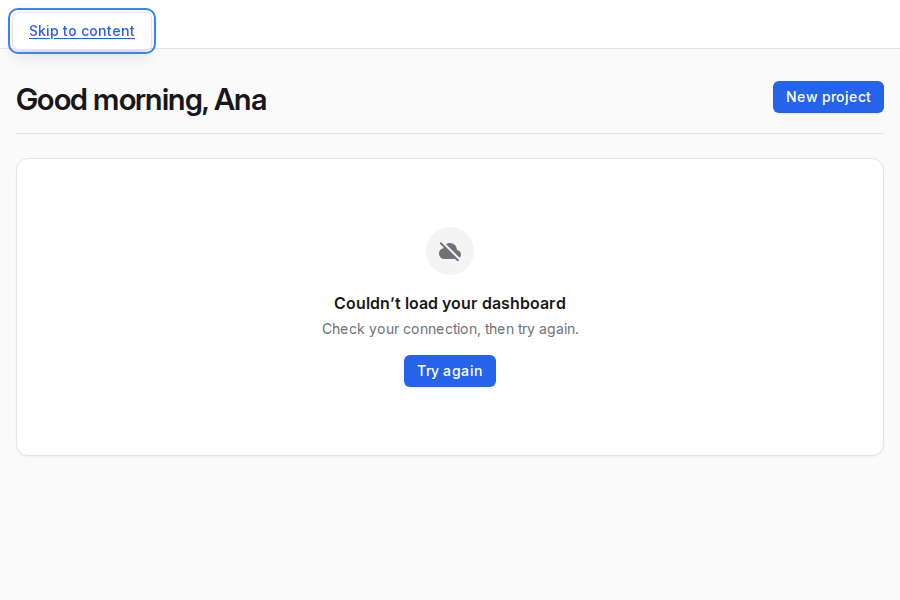 Skip to content
Good morning, Ana
New project
Couldn’t load your dashboard
Check your connection, then try again.
Try again